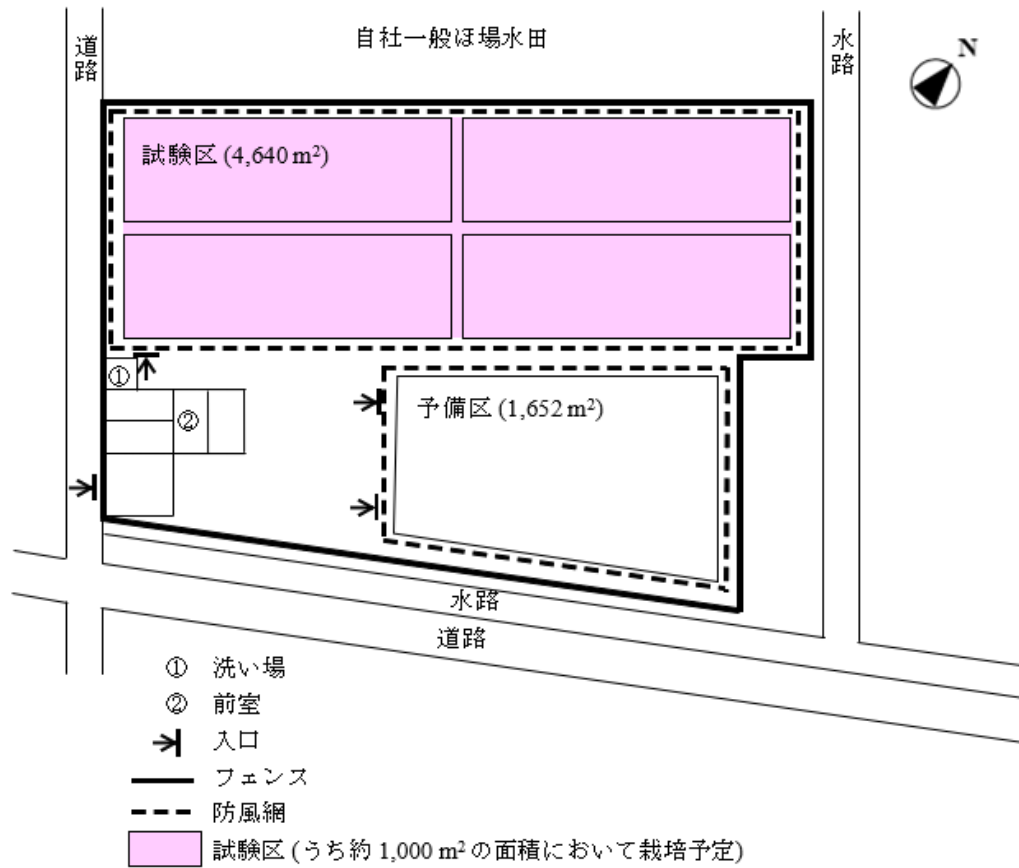 自社一般ほ場水田
道路
水路
N
試験区 (4,640 m²)
①
②
予備区 (1,652 m²)
水路
道路
① 洗い場
② 前室
入口
フェンス
防風網
試験区 (うち約 1,000 m² の面積において栽培予定)